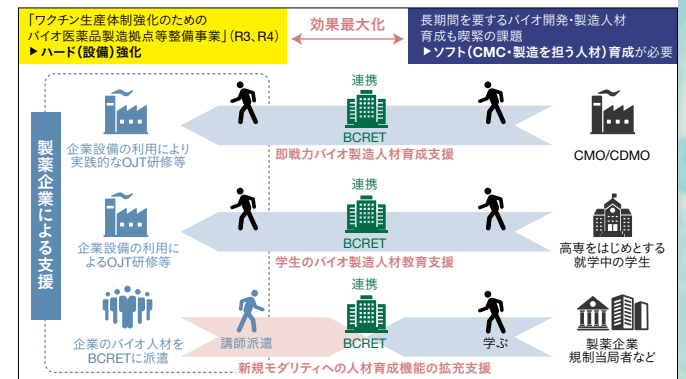 「ワクチン生産体制強化のための
バイオ医薬品製造拠点等整備事業」(R3、R4)
▶ハード(設備)強化
効果最大化
長期間を要するバイオ開発・製造人材
育成も喫緊の課題
▶ソフト(CMC・製造を担う人材)育成が必要
製薬企業による支援
企業設備の利用により
実践的なOJT研修等
連携
BCRET
即戦力バイオ製造人材育成支援
CMO/CDMO
企業設備の利用に
よるOJT研修等
連携
BCRET
学生のバイオ製造人材教育支援
高専をはじめとする
就学中の学生
企業のバイオ人材を
BCRETに派遣
講師派遣
連携
BCRET
学ぶ
新規モダリティへの人材育成機能の拡充支援
製薬企業
規制当局者など